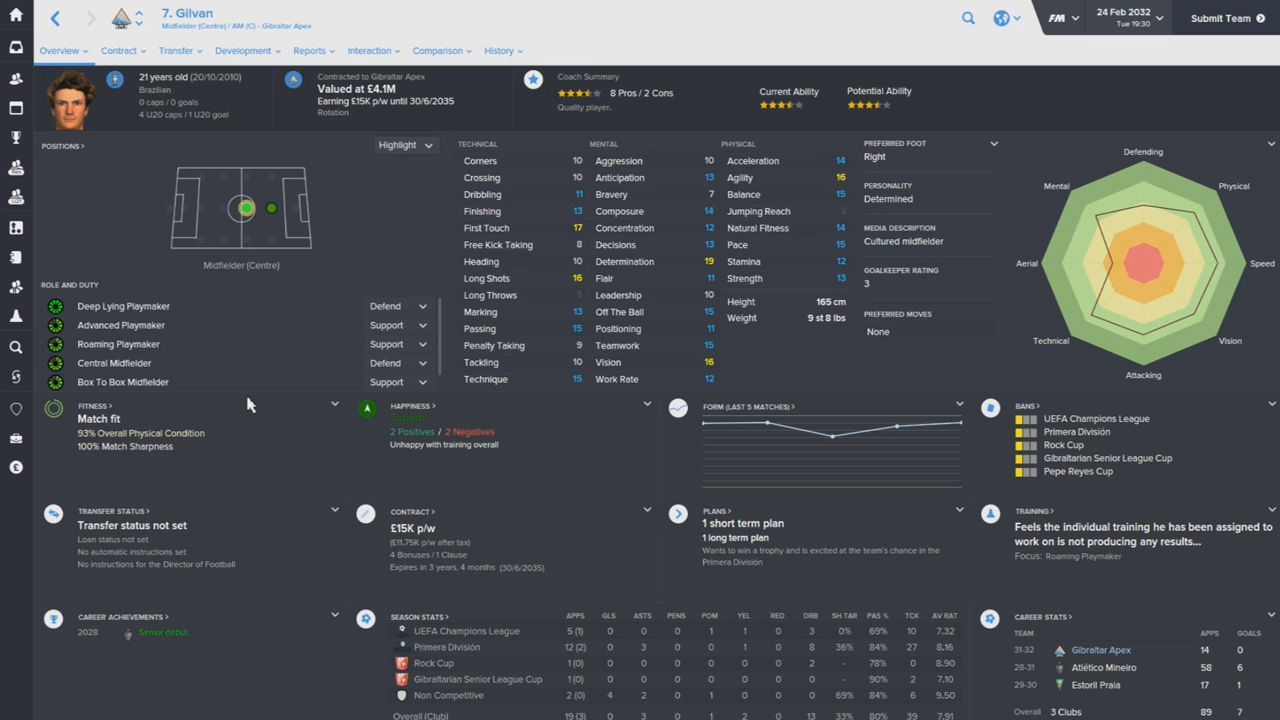 7. Gilvan
Midfielder (Centre) / AM (C) - Gibraltar Apex
FM
24 Feb 2032
Tue 19:30
Submit Team
Overview Contract Transfer Development Reports Interaction Comparison History
21 years old (20/10/2010)
Brazilian
0 caps / 0 goals
4 U20 caps / 1 U20 goal
Contracted to Gibraltar Apex
Valued at £4.1M
Earning £15K p/w until 30/6/2035
Rotation
Coach Summary
8 Pros / 2 Cons
Quality player.
Current Ability
Potential Ability
POSITIONS >
Highlight
Midfielder (Centre)
ROLE AND DUTY
Deep Lying Playmaker Defend
Advanced Playmaker Support
Roaming Playmaker Support
Central Midfielder Defend
Box To Box Midfielder Support
TECHNICAL
Corners 10
Crossing 10
Dribbling 11
Finishing 13
First Touch 17
Free Kick Taking 8
Heading 10
Long Shots 16
Long Throws 5
Marking 13
Passing 15
Penalty Taking 9
Tackling 10
Technique 15
MENTAL
Aggression 10
Anticipation 13
Bravery 7
Composure 14
Concentration 12
Decisions 13
Determination 19
Flair 11
Leadership 10
Off The Ball 15
Positioning 11
Teamwork 15
Vision 16
Work Rate 12
PHYSICAL
Acceleration 14
Agility 16
Balance 15
Jumping Reach 2
Natural Fitness 14
Pace 15
Stamina 12
Strength 13
Height 165 cm
Weight 9 st 8 lbs
PREFERRED FOOT
Right
PERSONALITY
Determined
MEDIA DESCRIPTION
Cultured midfielder
GOALKEEPER RATING
3
PREFERRED MOVES
None
Defending
Mental
Physical
Aerial
Speed
Technical
Vision
Attacking
FITNESS >
Match fit
93% Overall Physical Condition
100% Match Sharpness
HAPPINESS >
Superb
2 Positives / 2 Negatives
Unhappy with training overall
FORM (LAST 5 MATCHES) >
BANS >
UEFA Champions League
Primera División
Rock Cup
Gibraltarian Senior League Cup
Pepe Reyes Cup
TRANSFER STATUS >
Transfer status not set
Loan status not set
No automatic instructions set
No instructions for the Director of Football
CONTRACT >
£15K p/w
(£11.75K p/w after tax)
4 Bonuses / 1 Clause
Expires in 3 years, 4 months (30/6/2035)
PLANS >
1 short term plan
1 long term plan
Wants to win a trophy and is excited at the team's chance in the
Primera División
TRAINING >
Feels the individual training he has been assigned to
work on is not producing any results...
Focus: Roaming Playmaker
CAREER ACHIEVEMENTS >
2028 Senior debut
SEASON STATS > APPS GLS ASTS PENS POM YEL RED DRB SH TAR PAS % TCK AV RAT
UEFA Champions League 5 (1) 0 0 0 1 1 0 3 0% 69% 10 7.32
Primera División 12 (2) 0 3 0 0 1 0 8 36% 84% 27 8.16
Rock Cup 1(0) 0 0 0 0 0 0 2 - 78% 0 8.90
Gibraltarian Senior League Cup 1(0) 0 0 0 0 0 0 0 - 90% 2 7.10
Non Competitive 2 (0) 4 2 0 1 0 0 0 69% 84% 6 9.50
Overall (Club) 19 (3) 0 3 0 1 2 0 13 33% 80% 39 7.91
CAREER STATS >
TEAM APPS GOALS
31-32 Gibraltar Apex 14 0
28-31 Atlético Mineiro 58 6
29-30 Estoril Praia 17 1
Overall 3 Clubs 89 7